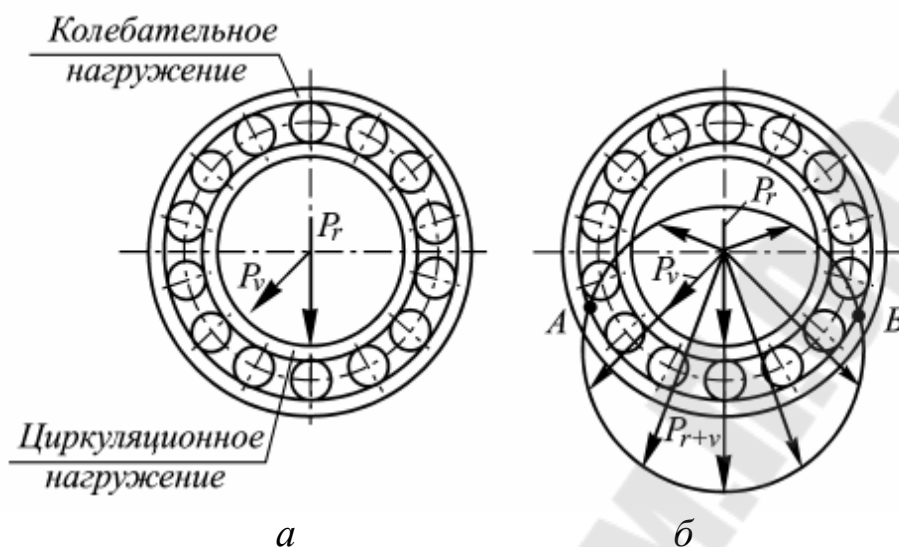 Колебательное
нагружение
P_r
P_v
Циркуляционное
нагружение
а
P_r
P_v
A
B
P_{r+v}
б